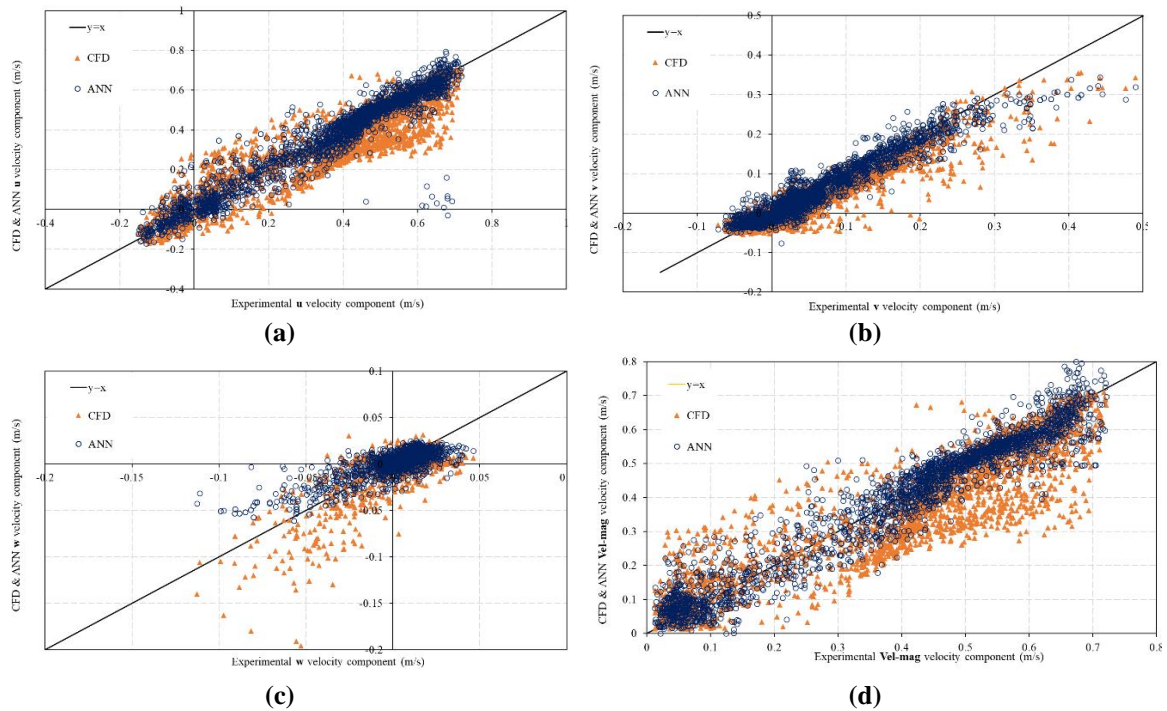 1
y=x
CFD
ANN
0.8
0.6
0.4
0.2
-0.4
-0.2
0.2
0.4
0.6
0.8
1
-0.2
-0.4
CFD & ANN u velocity component (m/s)
Experimental u velocity component (m/s)
(a)
0.5
y=x
CFD
ANN
0.4
0.3
0.2
0.1
0
-0.1
0
0.1
0.2
0.3
0.4
0.5
-0.1
-0.2
CFD & ANN v velocity component (m/s)
Experimental v velocity component (m/s)
(b)
0.1
y=x
CFD
ANN
0.05
0
-0.2
-0.15
-0.1
-0.05
0.05
0.05
-0.1
-0.15
-0.2
CFD & ANN w velocity component (m/s)
Experimental w velocity component (m/s)
(c)
0.8
y=x
CFD
ANN
0.7
0.6
0.5
0.4
0.3
0.2
0.1
0
0
0.1
0.2
0.3
0.4
0.5
0.6
0.7
0.8
CFD & ANN Vel-mag velocity component (m/s)
Experimental Vel-mag velocity component (m/s)
(d)